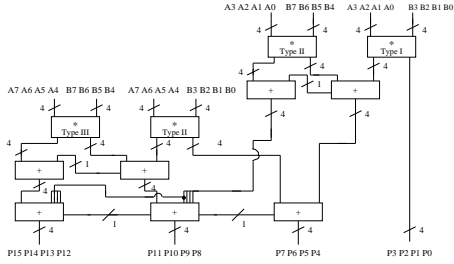 A3 A2 A1 A0 B7 B6 B5 B4 A3 A2 A1 A0 B3 B2 B1 B0
4 4 4 4
* *
Type II Type I
4 4 4 4
+ 1 +
4 4
A7 A6 A5 A4 B7 B6 B5 B4 A7 A6 A5 A4 B3 B2 B1 B0
4 4 4 4
* *
Type III Type II
4 4 4 4
+ 1 +
4 4
+ 1 + 1 + 4
4 4 4
P15 P14 P13 P12 P11 P10 P9 P8 P7 P6 P5 P4 P3 P2 P1 P0